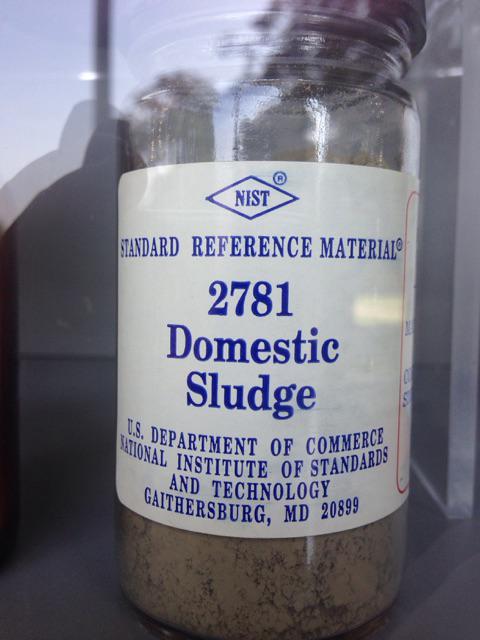 NIST ®
STANDARD REFERENCE MATERIAL®
2781
Domestic
Sludge
U.S. DEPARTMENT OF COMMERCE
NATIONAL INSTITUTE OF STANDARDS
AND TECHNOLOGY
GAITHERSBURG, MD 20899